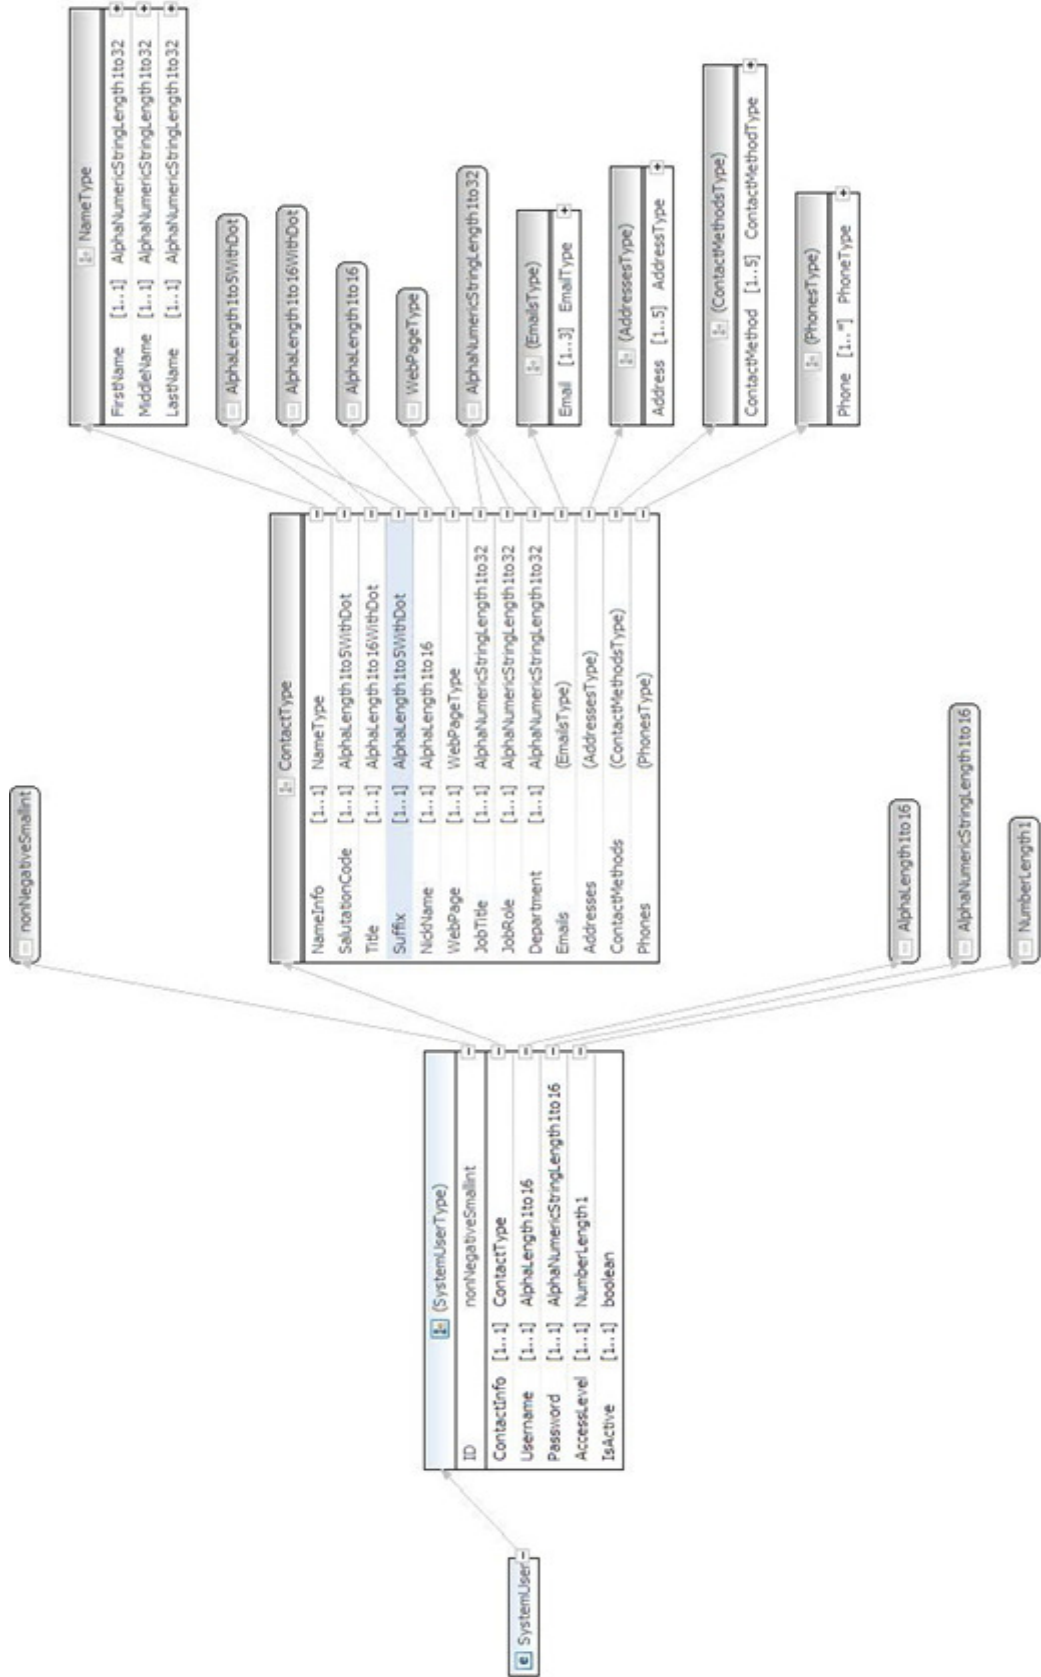 SystemUser
(SystemUserType)
ID nonNegativeSmallint
ContactInfo [1..1] ContactType
Username [1..1] AlphaLength1to16
Password [1..1] AlphaNumericStringLength1to16
AccessLevel [1..1] NumberLength1
IsActive [1..1] boolean
nonNegativeSmallint
ContactType
NameInfo [1..1] NameType
SalutationCode [1..1] AlphaLength1to5WithDot
Title [1..1] AlphaLength1to16WithDot
Suffix [1..1] AlphaLength1to5WithDot
NickName [1..1] AlphaLength1to16
WebPage [1..1] WebPageType
JobTitle [1..1] AlphaNumericStringLength1to32
JobRole [1..1] AlphaNumericStringLength1to32
Department [1..1] AlphaNumericStringLength1to32
Emails (EmailsType)
Addresses (AddressesType)
ContactMethods (ContactMethodsType)
Phones (PhonesType)
AlphaLength1to16
AlphaNumericStringLength1to16
NumberLength1
NameType
FirstName [1..1] AlphaNumericStringLength1to32
MiddleName [1..1] AlphaNumericStringLength1to32
LastName [1..1] AlphaNumericStringLength1to32
AlphaLength1to5WithDot
AlphaLength1to16WithDot
AlphaLength1to16
WebPageType
AlphaNumericStringLength1to32
(EmailsType)
Email [1..3] EmailType
(AddressesType)
Address [1..5] AddressType
(ContactMethodsType)
ContactMethod [1..5] ContactMethodType
(PhonesType)
Phone [1..*] PhoneType